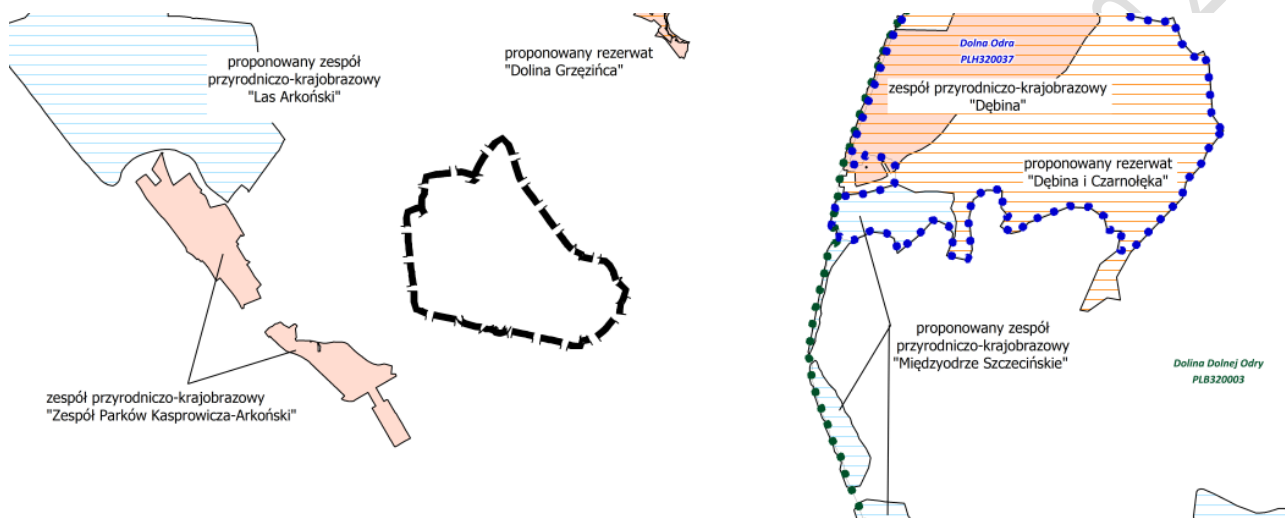 proponowany zespół
przyrodniczo-krajobrazowy
"Las Arkoński"
proponowany rezerwat
"Dolina Grzęzińca"
zespół przyrodniczo-krajobrazowy
"Zespół Parków Kasprowicza-Arkoński"
Dolna Odra
PLH320037
zespół przyrodniczo-krajobrazowy
"Dębina"
proponowany rezerwat
"Dębina i Czarnołęka"
proponowany zespół
przyrodniczo-krajobrazowy
"Międzyodrze Szczecińskie"
Dolina Dolnej Odry
PLB320003